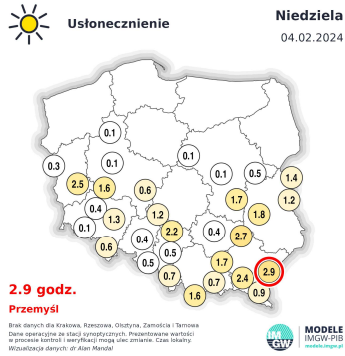 Usłonecznienie
Niedziela
04.02.2024
0.1
0.3
0.1
0.1
0.1
0.5
1.4
2.5
1.6
0.6
1.7
1.2
0.4
1.3
1.2
1.8
0.1
2.2
0.4
2.7
0.6
0.4
0.5
0.5
1.7
2.9
0.7
0.7
2.4
1.6
0.9
2.9 godz.
Przemyśl
Brak danych dla Krakowa, Rzeszowa, Olsztyna, Zamościa i Tarnowa
Dane operacyjne ze stacji synoptycznych. Prezentowane wartości
w procesie kontroli i weryfikacji mogą ulec zmianie. Czas lokalny.
Wizualizacja danych: dr Alan Mandal
IM
GW
MODELE
IMGW-PIB
modele.imgw.pl